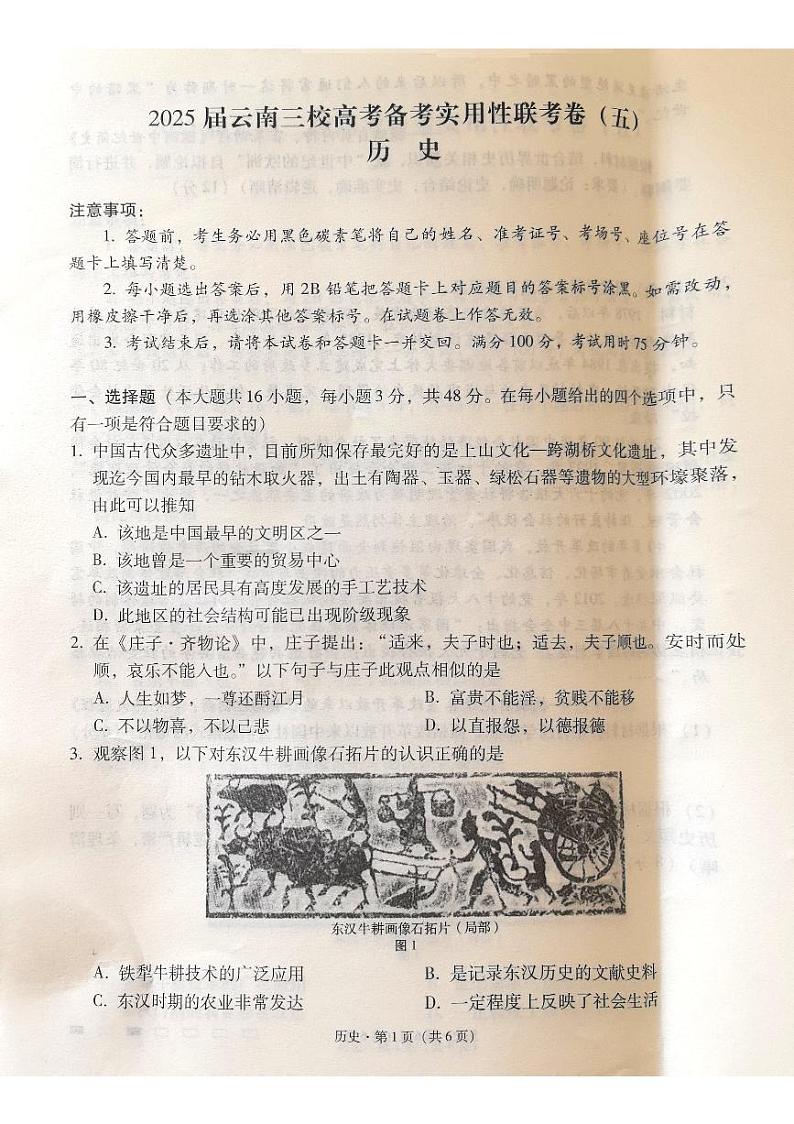 2025 届云南三校高考备考实用性联考卷（五）
历 史
注意事项：
1. 答题前，考生务必用黑色碳素笔将自己的姓名、准考证号、考场号、座位号在答
题卡上填写清楚。
2. 每小题选出答案后，用 2B 铅笔把答题卡上对应题目的答案标号涂黑。如需改动，
用橡皮擦干净后，再选涂其他答案标号。在试题卷上作答无效。
3. 考试结束后，请将本试卷和答题卡一并交回。满分 100 分，考试用时 75 分钟。
一、选择题（本大题共 16 小题，每小题 3 分，共 48 分。在每小题给出的四个选项中，只
有一项是符合题目要求的）
1. 中国古代众多遗址中，目前所知保存最完好的是上山文化—跨湖桥文化遗址，其中发
现迄今国内最早的钻木取火器，出土有陶器、玉器、绿松石器等遗物的大型环壕聚落，
由此可以推知
A. 该地是中国最早的文明区之一
B. 该地曾是一个重要的贸易中心
C. 该遗址的居民具有高度发展的手工艺技术
D. 此地区的社会结构可能已出现阶级现象
2. 在《庄子·齐物论》中，庄子提出：“适来，夫子时也；适去，夫子顺也。安时而处
顺，哀乐不能入也。”以下句子与庄子此观点相似的是
A. 人生如梦，一尊还酹江月
B. 富贵不能淫，贫贱不能移
C. 不以物喜，不以己悲
D. 以直报怨，以德报德
3. 观察图 1，以下对东汉牛耕画像石拓片的认识正确的是
东汉牛耕画像石拓片（局部）
图 1
A. 铁犁牛耕技术的广泛应用
B. 是记录东汉历史的文献史料
C. 东汉时期的农业非常发达
D. 一定程度上反映了社会生活
历史·第 1 页（共 6 页）